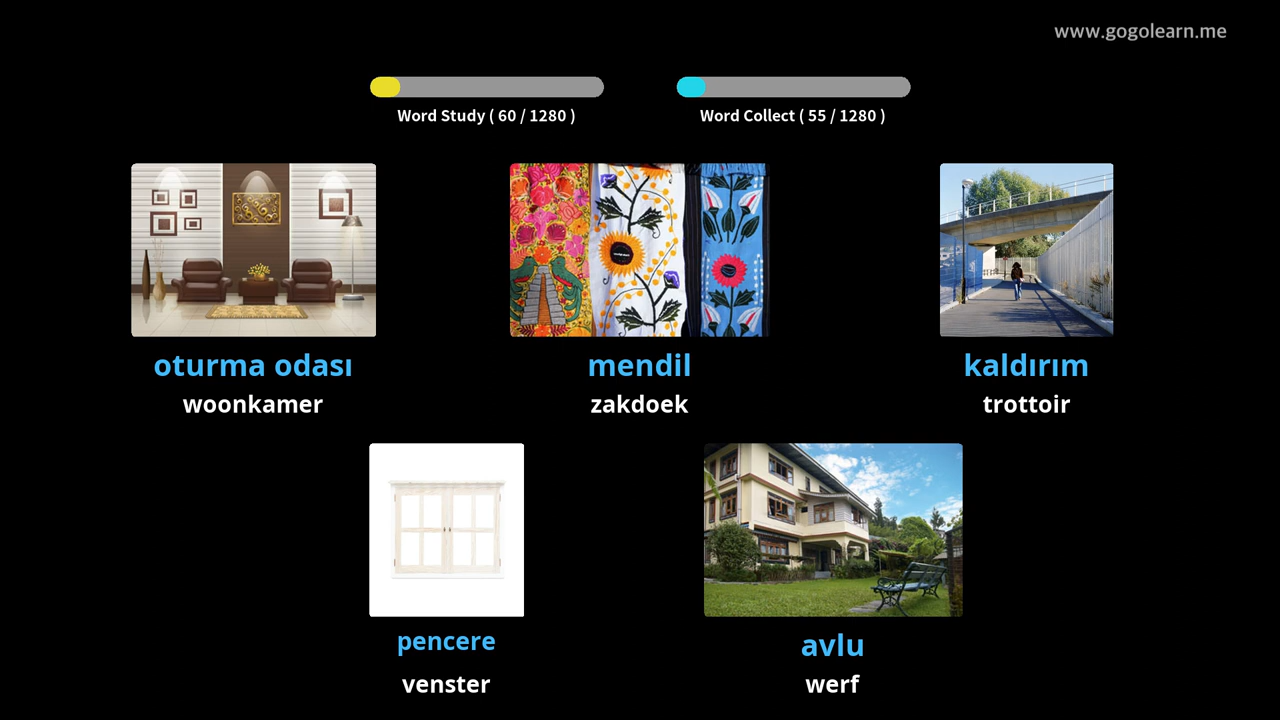 www.gogolearn.me
Word Study ( 60 / 1280 )
Word Collect ( 55 / 1280 )
oturma odası
woonkamer
mendil
zakdoek
kaldırım
trottoir
pencere
venster
avlu
werf